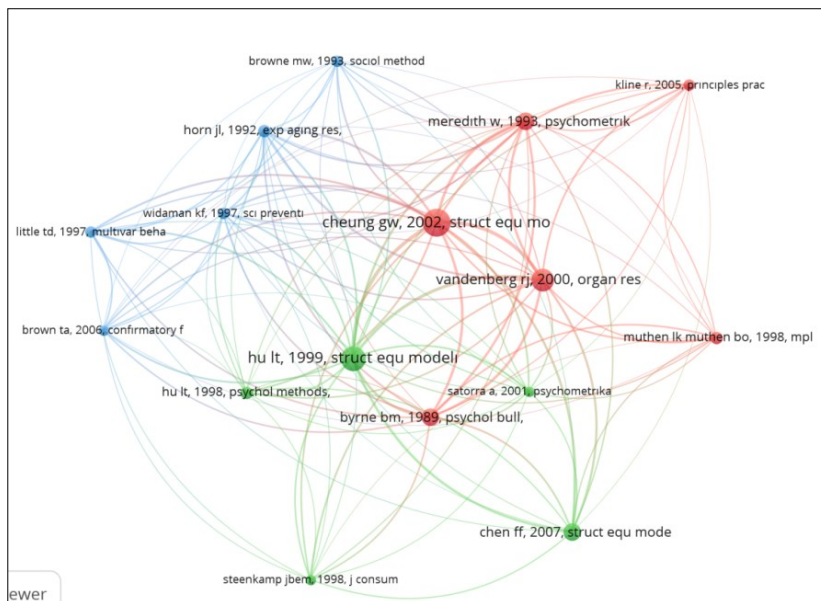 browne mw, 1993, sociol method
kline r, 2005, principles prac
meredith w, 1993, psychometrik
horn jl, 1992, exp aging res,
widaman kf, 1997, sci preventi
cheung gw, 2002, struct equ mo
little td, 1997, multivar beha
vandenberg rj, 2000, organ res
brown ta, 2006, confirmatory f
muthen lk muthen bo, 1998, mpl
hu lt, 1999, struct equ modeli
hu lt, 1998, psychol methods,
satorra a, 2001, psychometrika
byrne bm, 1989, psychol bull,
chen ff, 2007, struct equ mode
steenkamp jbem, 1998, j consum
ewer